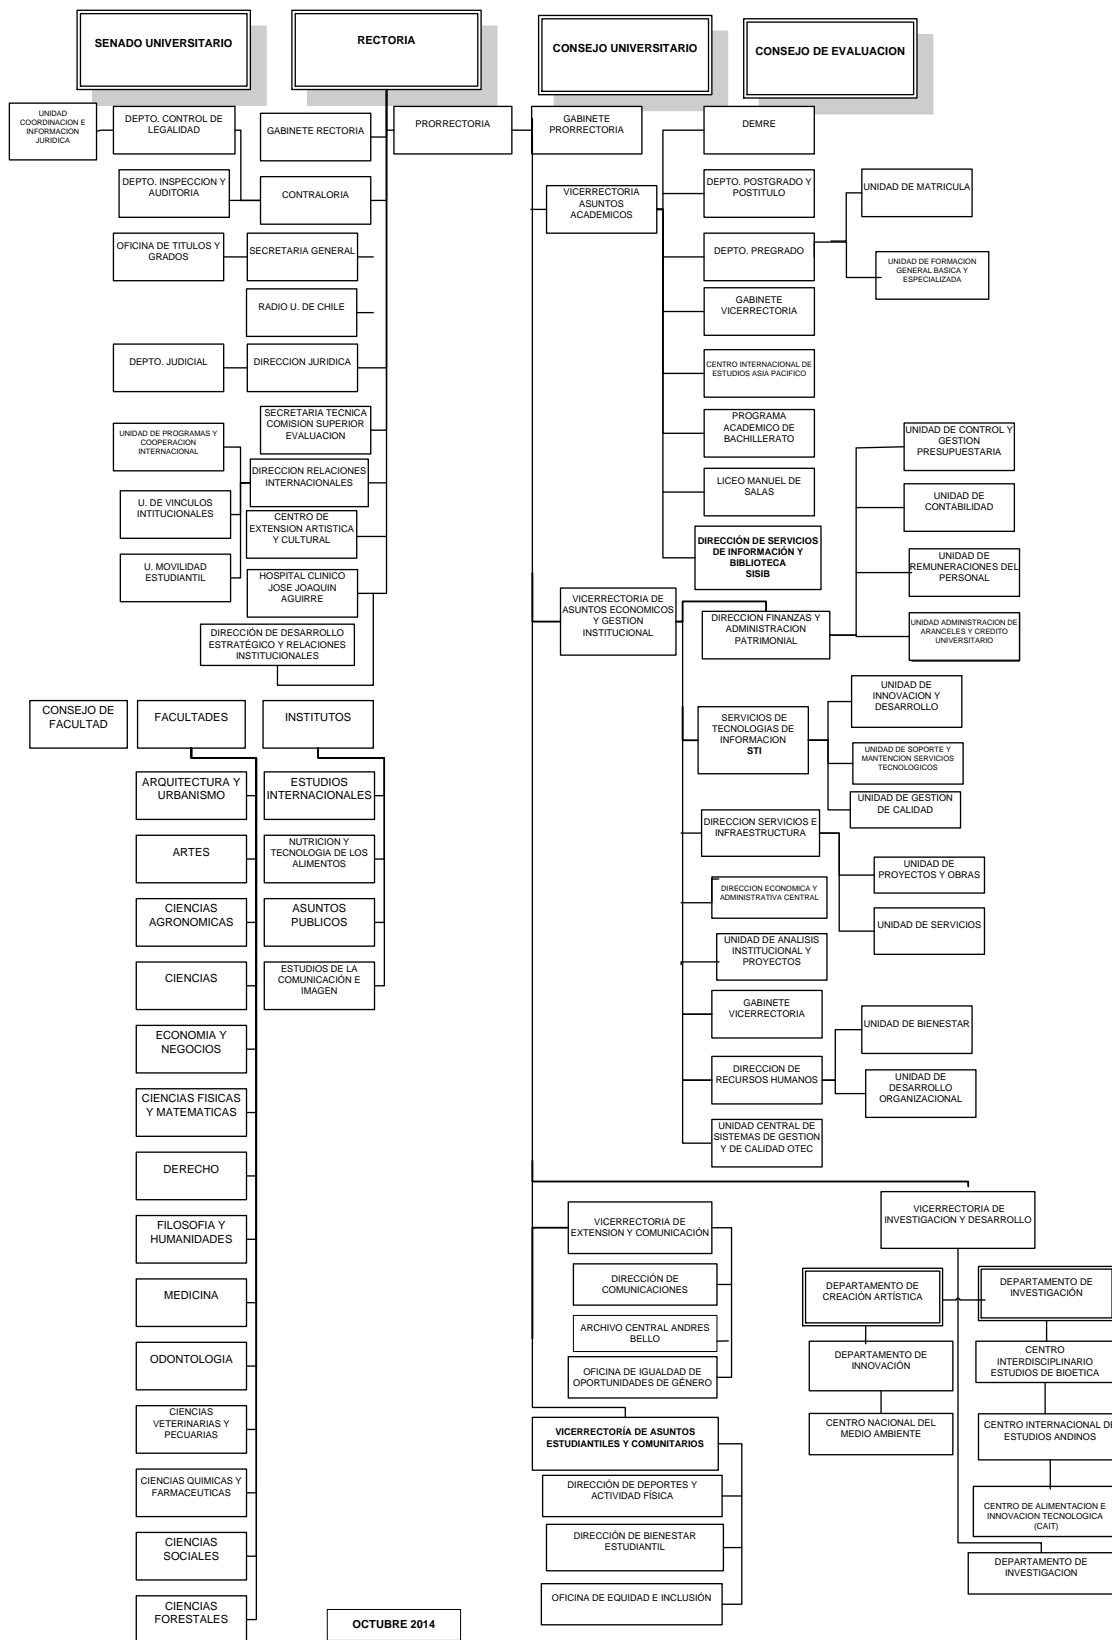 SENADO UNIVERSITARIO
RECTORIA
CONSEJO UNIVERSITARIO
CONSEJO DE EVALUACION
UNIDAD
COORDINACION E
INFORMACION
JURIDICA
DEPTO. CONTROL DE
LEGALIDAD
GABINETE RECTORIA
PRORRECTORIA
GABINETE
PRORRECTORIA
DEMRE
DEPTO. INSPECCION Y
AUDITORIA
CONTRALORIA
VICERRECTORIA
ASUNTOS
ACADEMICOS
DEPTO. POSTGRADO Y
POSTITULO
UNIDAD DE MATRICULA
OFICINA DE TITULOS Y
GRADOS
SECRETARIA GENERAL
DEPTO. PREGRADO
UNIDAD DE FORMACION
GENERAL BASICA Y
ESPECIALIZADA
RADIO U. DE CHILE
GABINETE
VICERRECTORIA
DEPTO. JUDICIAL
DIRECCION JURIDICA
CENTRO INTERNACIONAL DE
ESTUDIOS ASIA PACIFICO
SECRETARIA TECNICA
COMISION SUPERIOR
EVALUACION
PROGRAMA
ACADEMICO DE
BACHILLERATO
UNIDAD DE CONTROL Y
GESTION
PRESUPUESTARIA
UNIDAD DE PROGRAMAS Y
COOPERACION
INTERNACIONAL
DIRECCION RELACIONES
INTERNACIONALES
LICEO MANUEL DE
SALAS
UNIDAD DE
CONTABILIDAD
U. DE VINCULOS
INTITUCIONALES
CENTRO DE
EXTENSION ARTISTICA
Y CULTURAL
DIRECCIÓN DE SERVICIOS
DE INFORMACIÓN Y
BIBLIOTECA
SISIB
UNIDAD DE
REMUNERACIONES DEL
PERSONAL
U. MOVILIDAD
ESTUDIANTIL
HOSPITAL CLINICO
JOSE JOAQUIN
AGUIRRE
VICERRECTORIA DE
ASUNTOS ECONOMICOS
Y GESTION
INSTITUCIONAL
DIRECCION FINANZAS Y
ADMINISTRACION
PATRIMONIAL
UNIDAD ADMINISTRACION DE
ARANCELES Y CREDITO
UNIVERSITARIO
DIRECCIÓN DE DESARROLLO
ESTRATÉGICO Y RELACIONES
INSTITUCIONALES
UNIDAD DE
INNOVACION Y
DESARROLLO
CONSEJO DE
FACULTAD
FACULTADES
INSTITUTOS
SERVICIOS DE
TECNOLOGIAS DE
INFORMACION
STI
UNIDAD DE SOPORTE Y
MANTENCION SERVICIOS
TECNOLOGICOS
ARQUITECTURA Y
URBANISMO
ESTUDIOS
INTERNACIONALES
UNIDAD DE GESTION
DE CALIDAD
DIRECCION SERVICIOS E
INFRAESTRUCTURA
ARTES
NUTRICION Y
TECNOLOGIA DE LOS
ALIMENTOS
UNIDAD DE
PROYECTOS Y OBRAS
DIRECCION ECONOMICA Y
ADMINISTRATIVA CENTRAL
CIENCIAS
AGRONOMICAS
ASUNTOS
PUBLICOS
UNIDAD DE SERVICIOS
UNIDAD DE ANALISIS
INSTITUCIONAL Y
PROYECTOS
CIENCIAS
ESTUDIOS DE LA
COMUNICACIÓN E
IMAGEN
GABINETE
VICERRECTORIA
UNIDAD DE BIENESTAR
ECONOMIA Y
NEGOCIOS
DIRECCION DE
RECURSOS HUMANOS
UNIDAD DE
DESARROLLO
ORGANIZACIONAL
CIENCIAS FISICAS
Y MATEMATICAS
UNIDAD CENTRAL DE
SISTEMAS DE GESTION
Y DE CALIDAD OTEC
DERECHO
VICERRECTORIA DE
INVESTIGACION Y DESARROLLO
FILOSOFIA Y
HUMANIDADES
VICERRECTORIA DE
EXTENSION Y COMUNICACIÓN
MEDICINA
DIRECCIÓN DE
COMUNICACIONES
DEPARTAMENTO DE
CREACIÓN ARTÍSTICA
DEPARTAMENTO DE
INVESTIGACIÓN
ARCHIVO CENTRAL ANDRES
BELLO
ODONTOLOGIA
OFICINA DE IGUALDAD DE
OPORTUNIDADES DE GÉNERO
DEPARTAMENTO DE
INNOVACIÓN
CENTRO
INTERDISCIPLINARIO
ESTUDIOS DE BIOETICA
CIENCIAS
VETERINARIAS Y
PECUARIAS
VICERRECTORÍA DE ASUNTOS
ESTUDIANTILES Y COMUNITARIOS
CENTRO NACIONAL DEL
MEDIO AMBIENTE
CENTRO INTERNACIONAL DE
ESTUDIOS ANDINOS
CIENCIAS QUIMICAS Y
FARMACEUTICAS
DIRECCIÓN DE DEPORTES Y
ACTIVIDAD FÍSICA
CENTRO DE ALIMENTACION E
INNOVACION TECNOLOGICA
(CAIT)
CIENCIAS
SOCIALES
DIRECCIÓN DE BIENESTAR
ESTUDIANTIL
DEPARTAMENTO DE
INVESTIGACION
CIENCIAS
FORESTALES
OFICINA DE EQUIDAD E INCLUSIÓN
OCTUBRE 2014